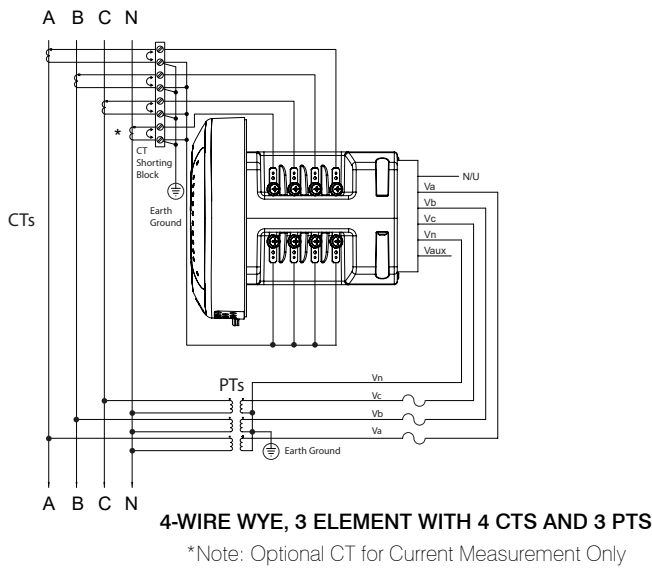 A B C N
*
CT
Shorting
Block
Earth
Ground
CTs
N/U
Va
Vb
Vc
Vn
Vaux
PTs
Vn
Vc
Vb
Va
Earth Ground
A B C N
4-WIRE WYE, 3 ELEMENT WITH 4 CTS AND 3 PTS
*Note: Optional CT for Current Measurement Only